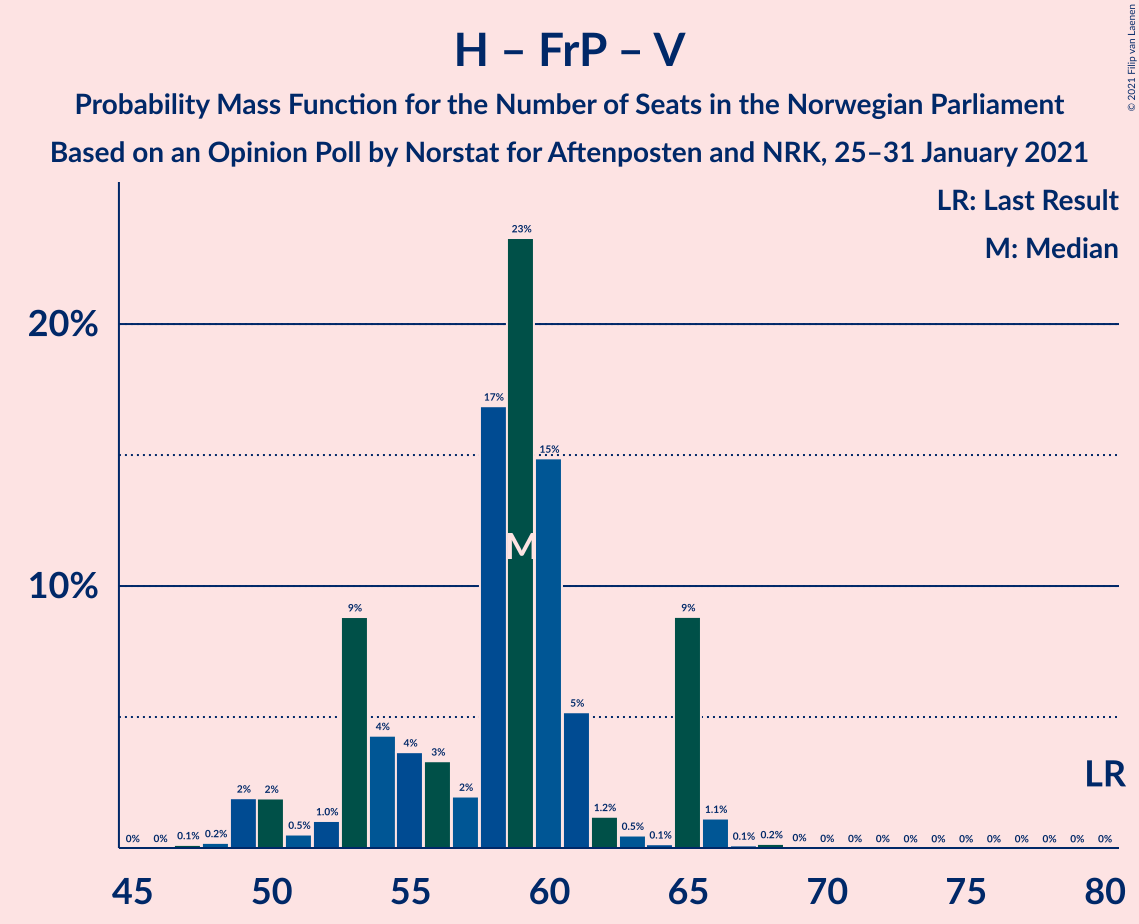 H – FrP – V
Probability Mass Function for the Number of Seats in the Norwegian Parliament
Based on an Opinion Poll by Norstat for Aftenposten and NRK, 25–31 January 2021
© 2021 Filip van Laenen
LR: Last Result
M: Median
20%
10%
0% 0% 0.1% 0.2% 2% 2% 0.5% 1.0% 9% 4% 4% 3% 2% 17% 23% 15% 5% 1.2% 0.5% 0.1% 9% 1.1% 0.1% 0.2% 0% 0% 0% 0% 0% 0% 0% 0% 0% 0% 0% 0%
M
LR
45 50 55 60 65 70 75 80